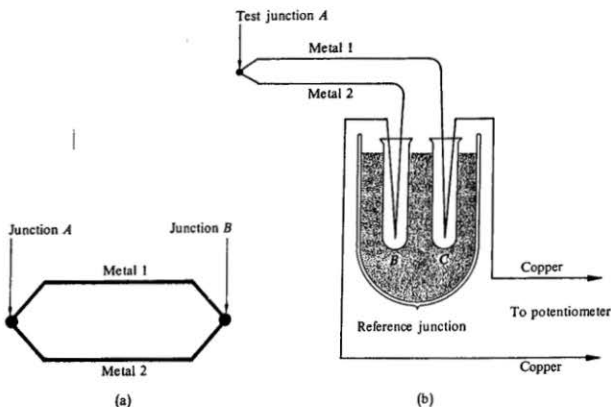 Test junction A
Metal 1
Metal 2
B
C
Copper
To potentiometer
Reference junction
Copper
(b)
Junction A
Junction B
Metal 1
Metal 2
(a)